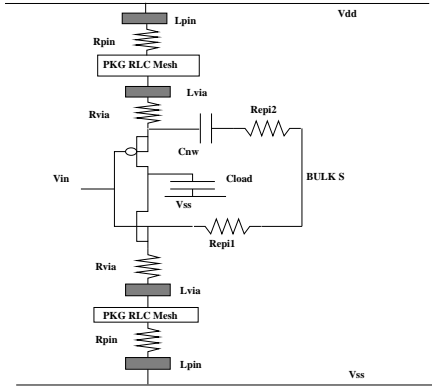 Vdd
Lpin
Rpin
PKG RLC Mesh
Lvia
Rvia
Repi2
Cnw
Vin
Cload
BULK S
Vss
Repi1
Rvia
Lvia
PKG RLC Mesh
Rpin
Lpin
Vss